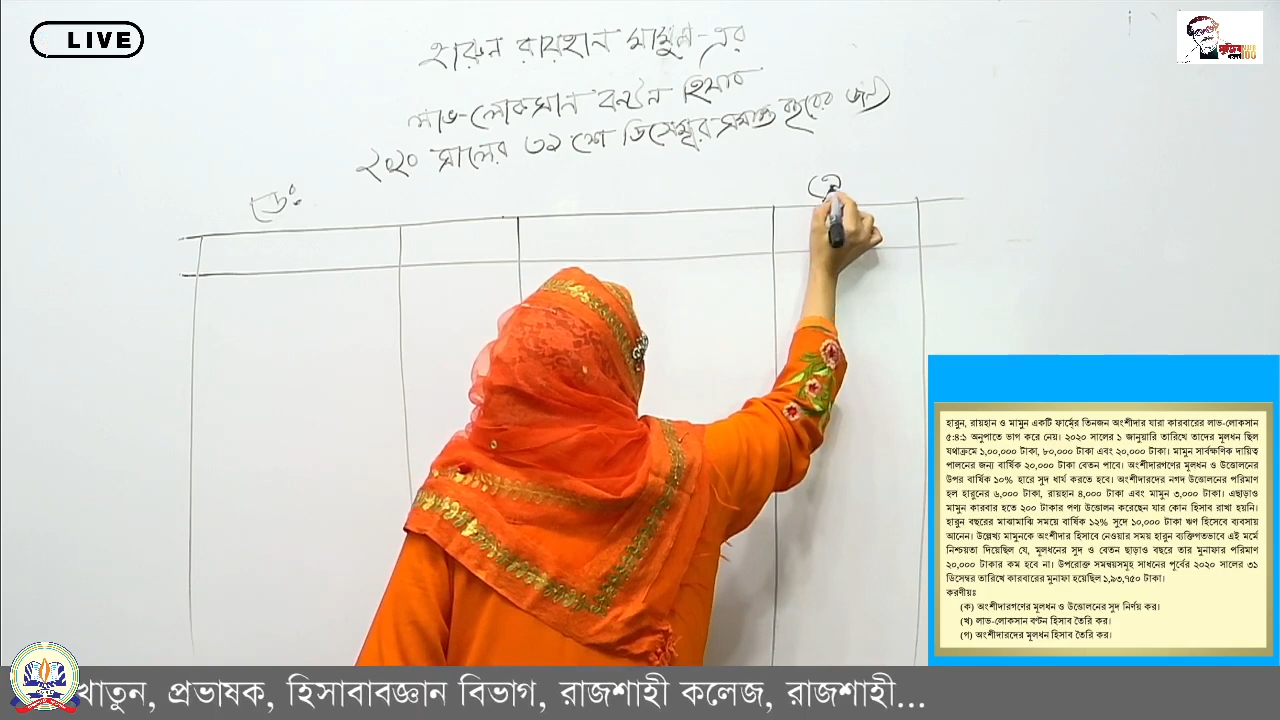 LIVE
হারুন রায়হান মামুন-এর
লাভ-লোকসান বন্টন হিসাব
২০২০ সালের ৩১ শে ডিসেম্বর সমাপ্ত বছরের জন্য
ডেঃ
হারুন, রায়হান ও মামুন একটি ফার্মের তিনজন অংশীদার যারা কারবারের লাভ-লোকসান
৫:৪:১ অনুপাতে ভাগ করে নেয়। ২০২০ সালের ১ জানুয়ারি তারিখে তাদের মূলধন ছিল
যথাক্রমে ১,০০,০০০ টাকা, ৮০,০০০ টাকা এবং ২০,০০০ টাকা। মামুন সার্বক্ষণিক দায়িত্ব
পালনের জন্য বার্ষিক ২০,০০০ টাকা বেতন পাবে। অংশীদারগণের মূলধন ও উত্তোলনের
উপর বার্ষিক ১০% হারে সুদ ধার্য করতে হবে। অংশীদারদের নগদ উত্তোলনের পরিমাণ
হল হারুনের ৬,০০০ টাকা, রায়হান ৪,০০০ টাকা এবং মামুন ৩,০০০ টাকা। এছাড়াও
মামুন কারবার হতে ২০০ টাকার পণ্য উত্তোলন করেছেন যার কোন হিসাব রাখা হয়নি।
হারুন বছরের মাঝামাঝি সময়ে বার্ষিক ১২% সুদে ১০,০০০ টাকা ঋণ হিসেবে ব্যবসায়
আনেন। উল্লেখ্য মামুনকে অংশীদার হিসাবে নেওয়ার সময় হারুন ব্যক্তিগতভাবে এই মর্মে
নিশ্চয়তা দিয়েছিল যে, মূলধনের সুদ ও বেতন ছাড়াও বছরে তার মুনাফার পরিমাণ
২০,০০০ টাকার কম হবে না। উপরোক্ত সমন্বয়সমূহ সাধনের পূর্বের ২০২০ সালের ৩১
ডিসেম্বর তারিখে কারবারের মুনাফা হয়েছিল ১,৯৩,৭৫০ টাকা।
করণীয়ঃ
(ক) অংশীদারগণের মূলধন ও উত্তোলনের সুদ নির্ণয় কর।
(খ) লাভ-লোকসান বণ্টন হিসাব তৈরি কর।
(গ) অংশীদারদের মূলধন হিসাব তৈরি কর।
খাতুন, প্রভাষক, হিসাববিজ্ঞান বিভাগ, রাজশাহী কলেজ, রাজশাহী...